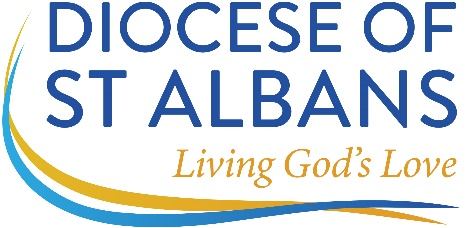 DIOCESE OF
ST ALBANS
Living God's Love